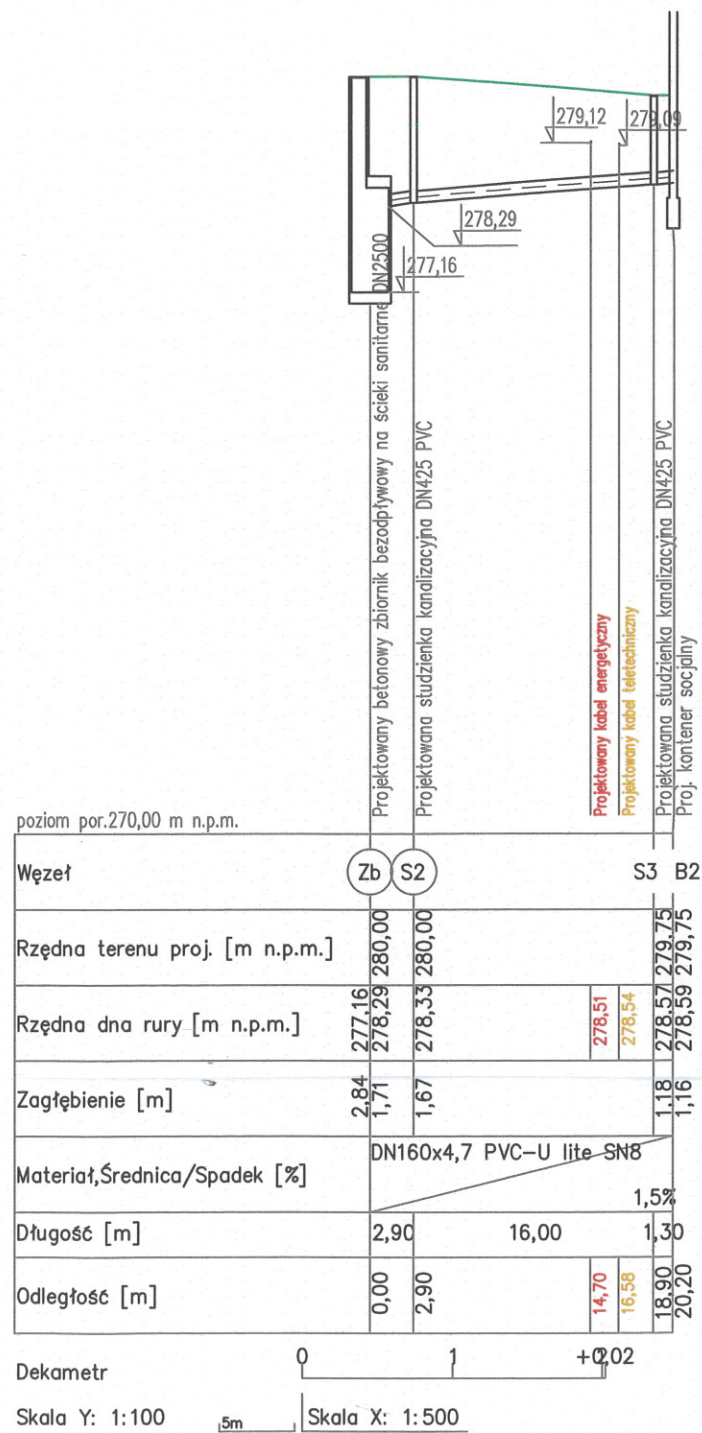 279,12
279,09
278,29
277,16
Projektowany betonowy zbiornik bezodpływowy na ścieki sanitarne DN2500
Projektowana studzienka kanalizacyjna DN425 PVC
Projektowany kabel energetyczny
Projektowany kabel teletechniczny
Projektowana studzienka kanalizacyjna DN425 PVC
Proj. kontener socjalny
poziom por.270,00 m n.p.m.
Węzeł Zb S2 S3 B2
Rzędna terenu proj. [m n.p.m.] 280,00 280,00 279,75 279,75
Rzędna dna rury [m n.p.m.] 277,16 278,29 278,33 278,51 278,54 278,57 278,59
Zagłębienie [m] 2,84 1,71 1,67 1,18 1,16
Materiał,Średnica/Spadek [%] DN160x4,7 PVC-U lite SN8 1,5%
Długość [m] 2,90 16,00 1,30
Odległość [m] 0,00 2,90 14,70 16,58 18,90 20,20
Dekametr 0 1
Skala Y: 1:100 5m Skala X: 1:500